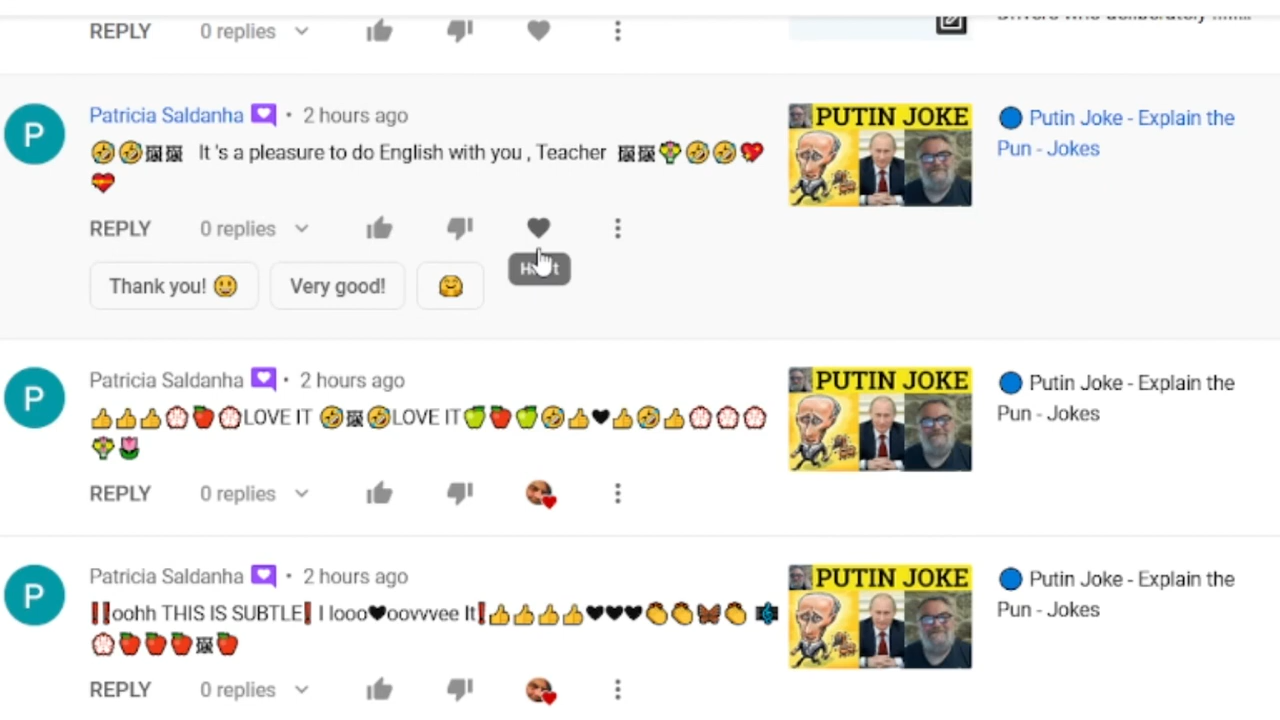 REPLY 0 replies
Patricia Saldanha • 2 hours ago
🤣🤣 It 's a pleasure to do English with you , Teacher 💐🤣🤣💖
💝
REPLY 0 replies
Thank you! 😀 Very good! 🤗
PUTIN JOKE
🔵 Putin Joke - Explain the
Pun - Jokes
P
Patricia Saldanha • 2 hours ago
👍👍👍🍎LOVE IT 🤣🤣LOVE IT🍏🍎🍏🤣👍🖤👍🤣👍
💐🌷
REPLY 0 replies
PUTIN JOKE
🔵 Putin Joke - Explain the
Pun - Jokes
P
Patricia Saldanha • 2 hours ago
‼oohh THIS IS SUBTLE❗ I looo🖤oovvvee It❗👍👍👍👍🖤🖤🖤👏👏🦋👏
🍎🍎🍎🍎
REPLY 0 replies
PUTIN JOKE
🔵 Putin Joke - Explain the
Pun - Jokes
P